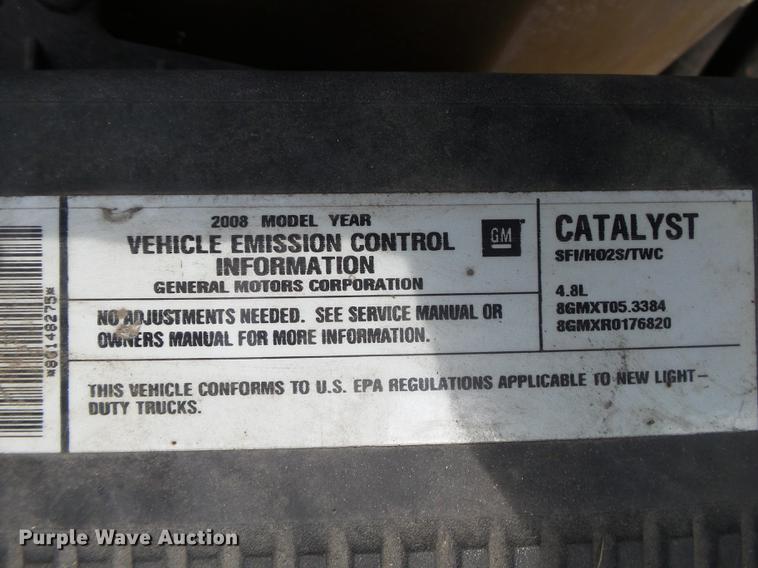 2008 MODEL YEAR
VEHICLE EMISSION CONTROL
INFORMATION
GENERAL MOTORS CORPORATION
GM
NO ADJUSTMENTS NEEDED. SEE SERVICE MANUAL OR
OWNERS MANUAL FOR MORE INFORMATION.
CATALYST
SFI/HO2S/TWC
4.8L
8GMXT05.3384
8GMXR0176820
THIS VEHICLE CONFORMS TO U.S. EPA REGULATIONS APPLICABLE TO NEW LIGHT-
DUTY TRUCKS.
*8G148275*
Purple Wave Auction